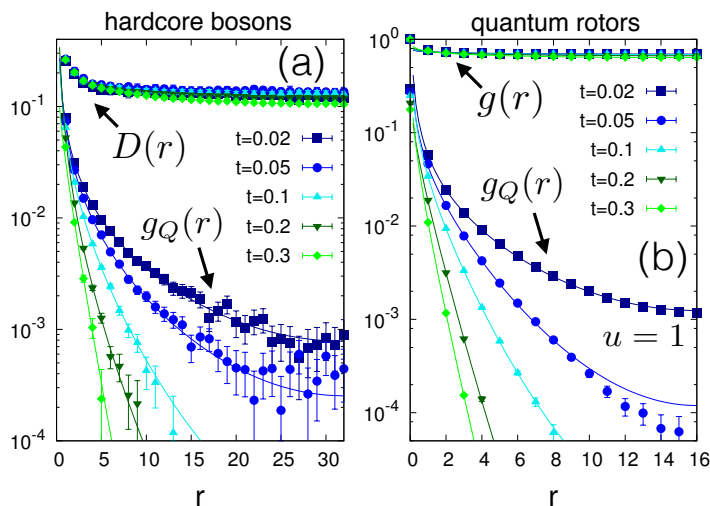 hardcore bosons
(a)
D(r)
g_Q(r)
t=0.02
t=0.05
t=0.1
t=0.2
t=0.3
10^{-1}
10^{-2}
10^{-3}
10^{-4}
0 5 10 15 20 25 30
r
quantum rotors
g(r)
g_Q(r)
t=0.02
t=0.05
t=0.1
t=0.2
t=0.3
(b)
u = 1
10^0
10^{-1}
10^{-2}
10^{-3}
10^{-4}
0 2 4 6 8 10 12 14 16
r